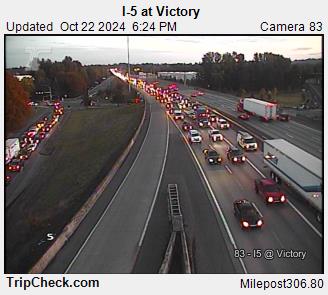 I-5 at Victory
Updated Oct 22 2024 6:24 PM Camera 83
83 - I5 @ Victory
TripCheck.com Milepost306.80